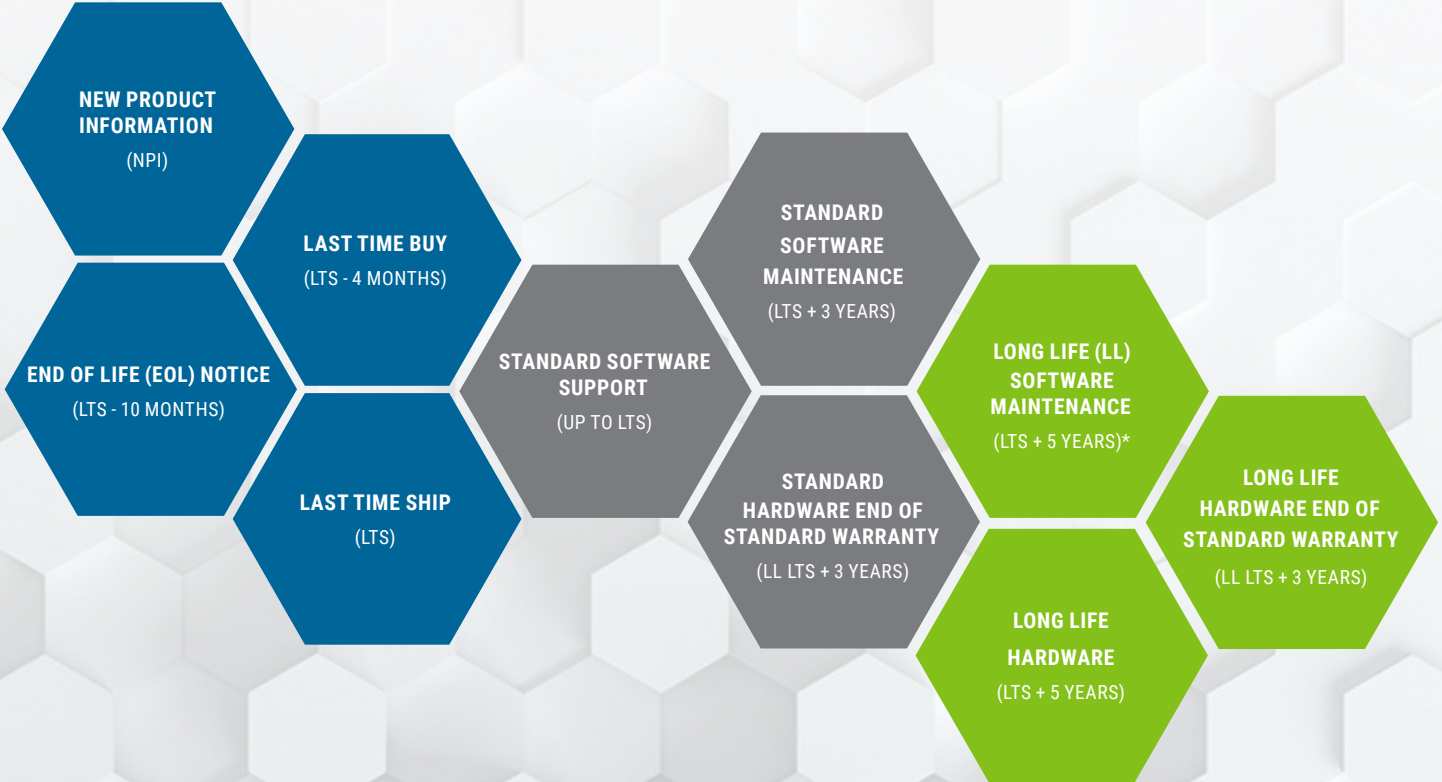 NEW PRODUCT
INFORMATION
(NPI)
END OF LIFE (EOL) NOTICE
(LTS - 10 MONTHS)
LAST TIME BUY
(LTS - 4 MONTHS)
LAST TIME SHIP
(LTS)
STANDARD SOFTWARE
SUPPORT
(UP TO LTS)
STANDARD
SOFTWARE
MAINTENANCE
(LTS + 3 YEARS)
STANDARD
HARDWARE END OF
STANDARD WARRANTY
(LL LTS + 3 YEARS)
LONG LIFE (LL)
SOFTWARE
MAINTENANCE
(LTS + 5 YEARS)*
LONG LIFE
HARDWARE
(LTS + 5 YEARS)
LONG LIFE
HARDWARE END OF
STANDARD WARRANTY
(LL LTS + 3 YEARS)